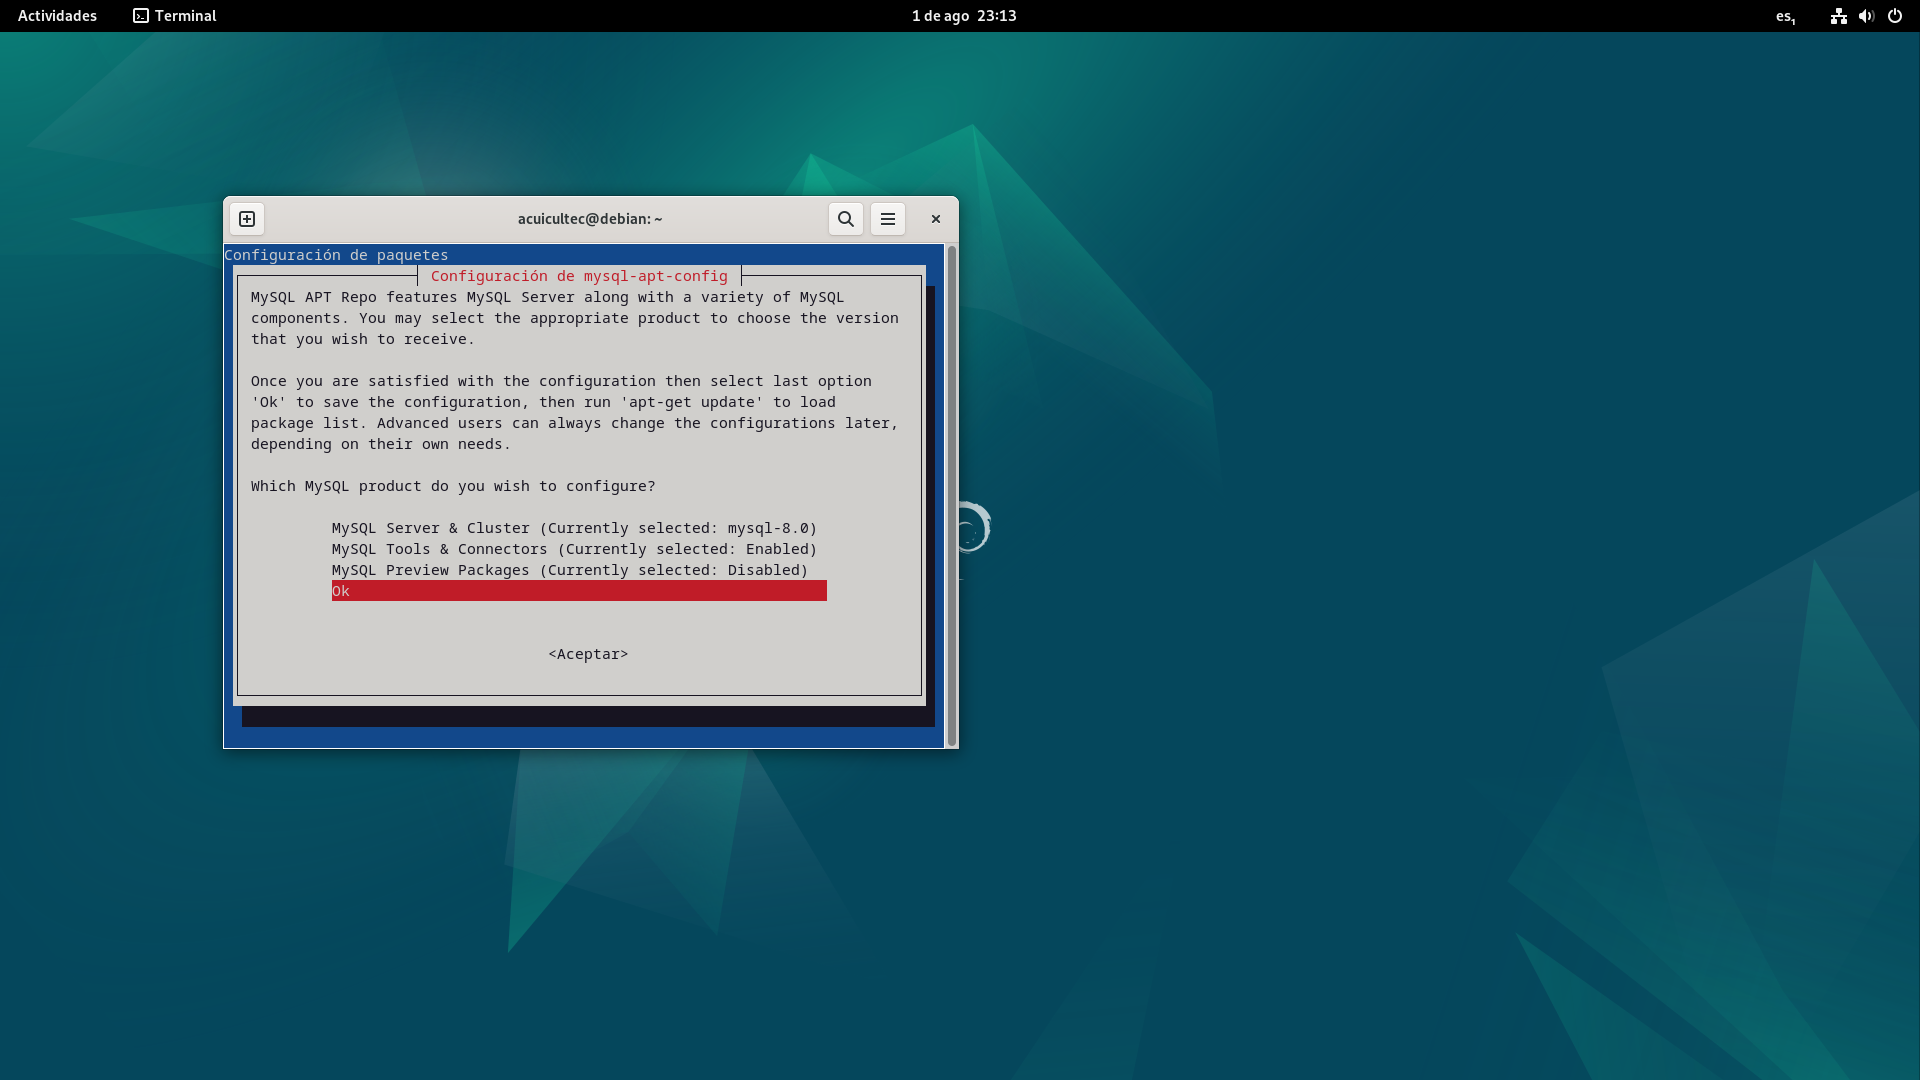 Actividades Terminal 1 de ago 23:13 es₁
acuicultec@debian: ~
Configuración de paquetes
Configuración de mysql-apt-config
MySQL APT Repo features MySQL Server along with a variety of MySQL
components. You may select the appropriate product to choose the version
that you wish to receive.
Once you are satisfied with the configuration then select last option
'Ok' to save the configuration, then run 'apt-get update' to load
package list. Advanced users can always change the configurations later,
depending on their own needs.
Which MySQL product do you wish to configure?
MySQL Server & Cluster (Currently selected: mysql-8.0)
MySQL Tools & Connectors (Currently selected: Enabled)
MySQL Preview Packages (Currently selected: Disabled)
Ok
<Aceptar>